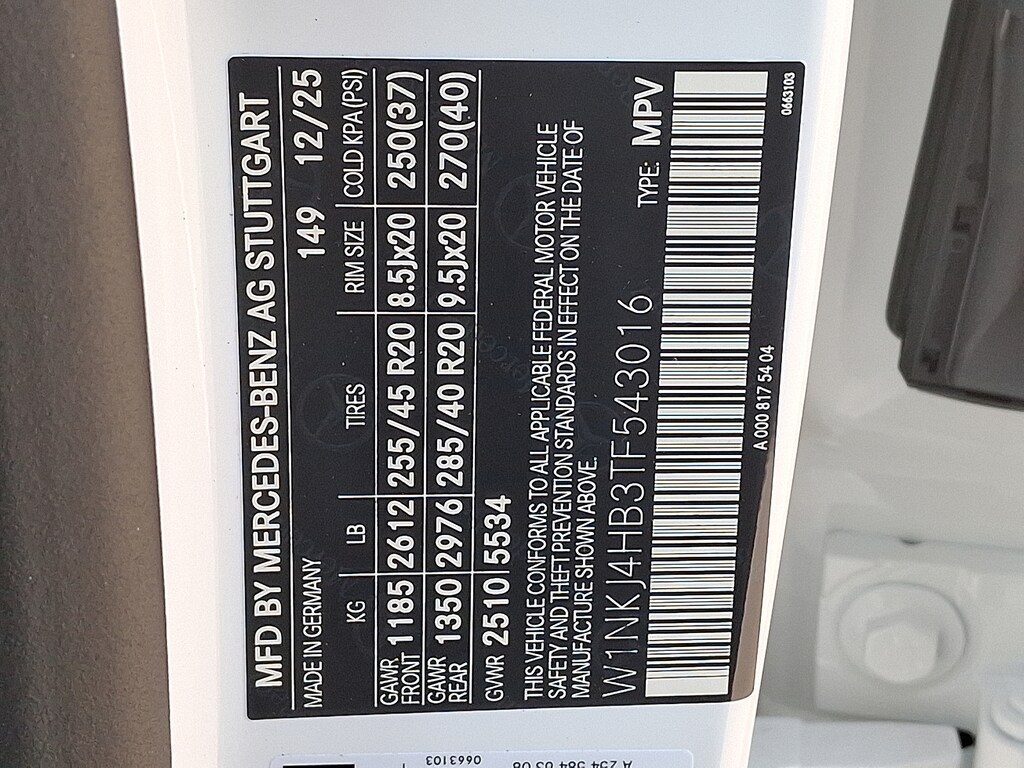 MFD BY MERCEDES-BENZ AG STUTTGART
MADE IN GERMANY 149 12/25
KG LB TIRES RIM SIZE COLD KPA(PSI)
GAWR FRONT 1185 2612 255/45 R20 8.5Jx20 250(37)
GAWR REAR 1350 2976 285/40 R20 9.5Jx20 270(40)
GVWR 2510 5534
THIS VEHICLE CONFORMS TO ALL APPLICABLE FEDERAL MOTOR VEHICLE
SAFETY AND THEFT PREVENTION STANDARDS IN EFFECT ON THE DATE OF
MANUFACTURE SHOWN ABOVE.
TYPE: MPV
W1NKJ4HB3TF543016
A 000 817 54 04
0663103
0663103
A 254 584 03 08